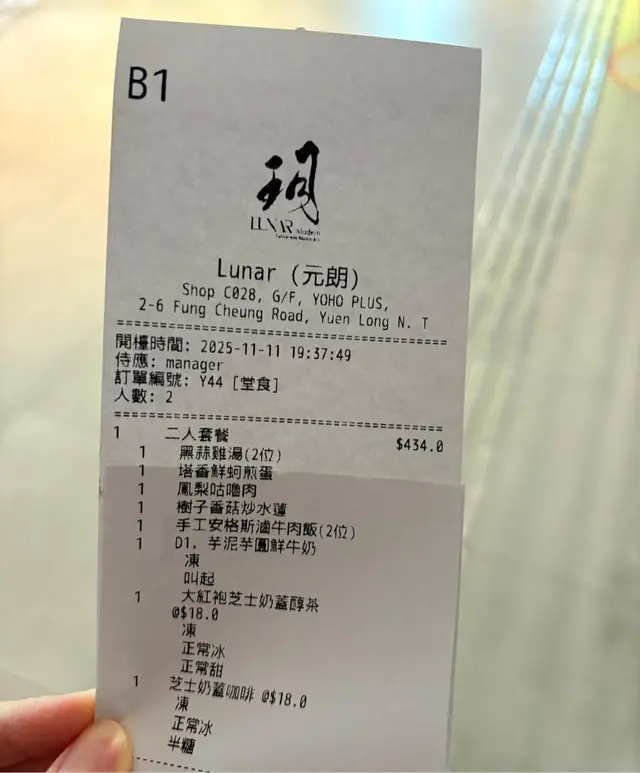 B1
玥
LUNAR Modern
Lunar (元朗)
Shop C028, G/F, YOHO PLUS,
2-6 Fung Cheung Road, Yuen Long N. T
==================================
開檯時間: 2025-11-11 19:37:49
侍應: manager
訂單編號: Y44 [堂食]
人數: 2
==================================
1 二人套餐 $434.0
1 黑蒜雞湯(2位)
1 塔香鮮蚵煎蛋
1 鳳梨咕嚕肉
1 樹子香菇炒水蓮
1 手工安格斯滷牛肉飯(2位)
1 D1. 芋泥芋圓鮮牛奶
凍
叫起
1 大紅袍芝士奶蓋醇茶
@$18.0
凍
正常冰
正常甜
1 芝士奶蓋咖啡 @$18.0
凍
正常冰
半糖